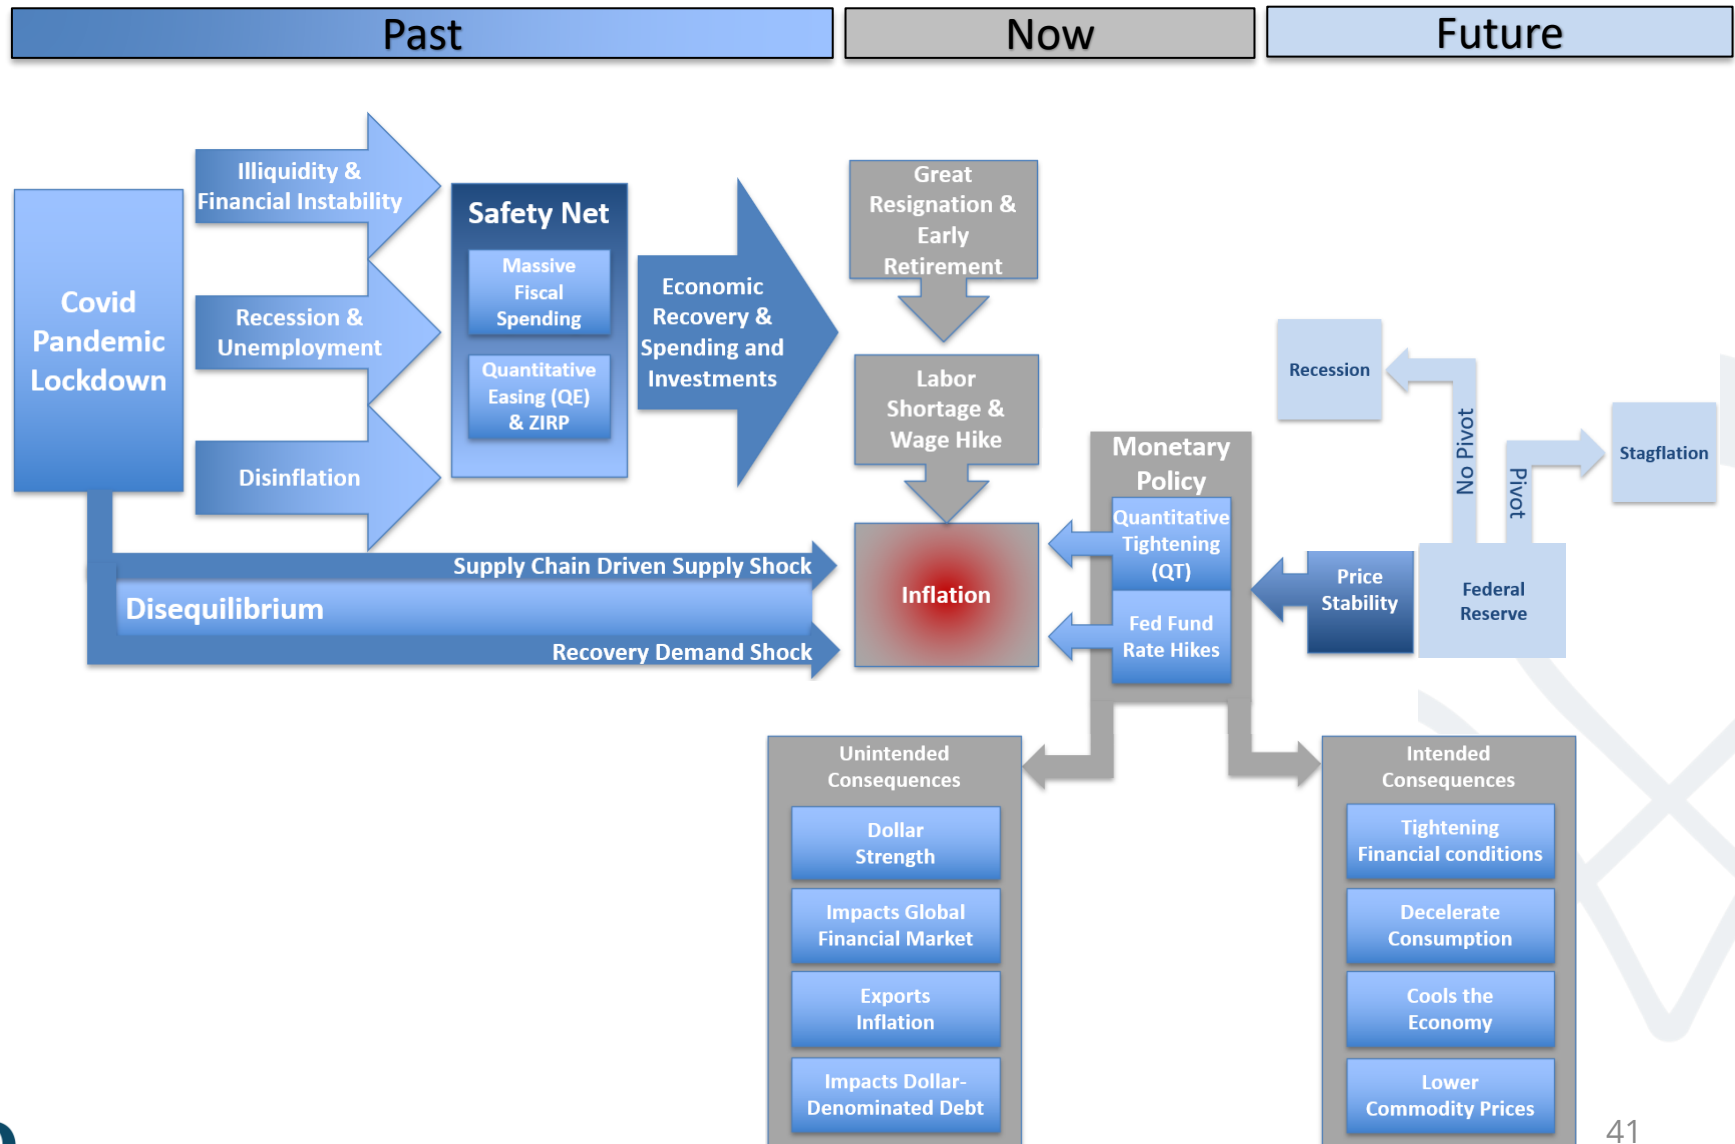 Past
Now
Future
Covid
Pandemic
Lockdown
Illiquidity &
Financial Instability
Recession &
Unemployment
Disinflation
Safety Net
Massive
Fiscal
Spending
Quantitative
Easing (QE)
& ZIRP
Economic
Recovery &
Spending and
Investments
Supply Chain Driven Supply Shock
Disequilibrium
Recovery Demand Shock
Great
Resignation &
Early
Retirement
Labor
Shortage &
Wage Hike
Inflation
Monetary
Policy
Quantitative
Tightening
(QT)
Fed Fund
Rate Hikes
Price
Stability
Federal
Reserve
No Pivot
Pivot
Recession
Stagflation
Unintended
Consequences
Dollar
Strength
Impacts Global
Financial Market
Exports
Inflation
Impacts Dollar-
Denominated Debt
Intended
Consequences
Tightening
Financial conditions
Decelerate
Consumption
Cools the
Economy
Lower
Commodity Prices
41